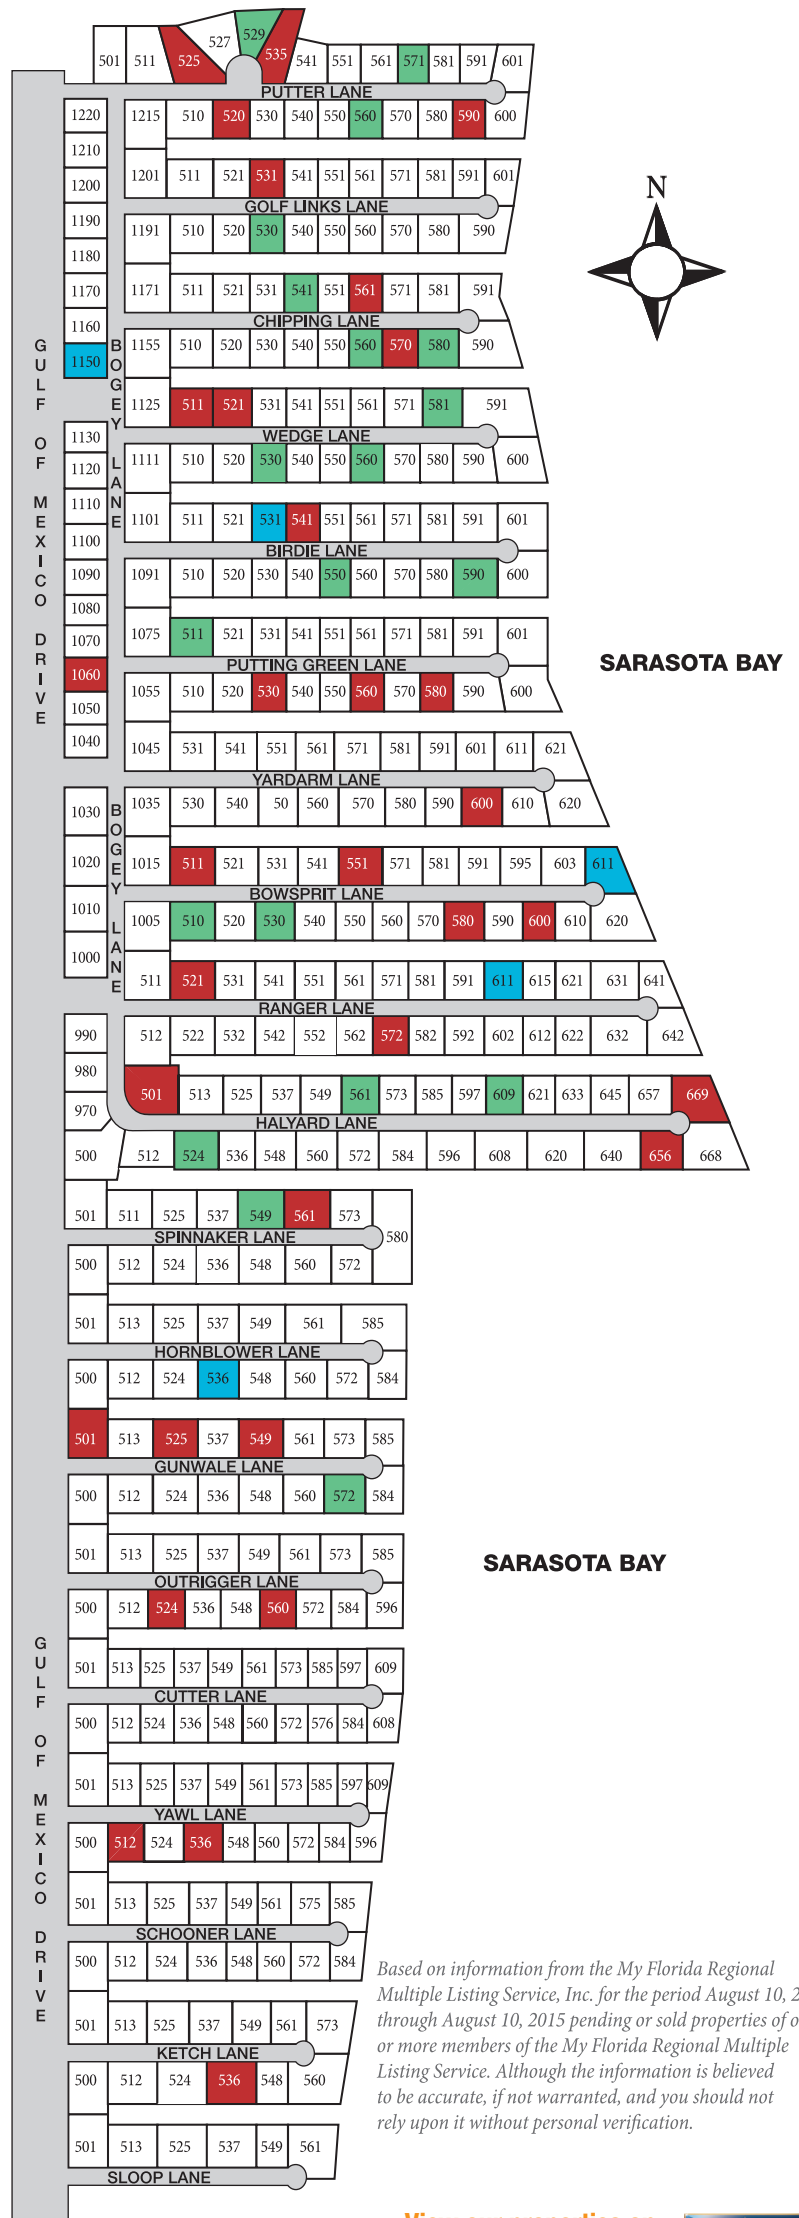 501 511 525 527 529 535 541 551 561 571 581 591 601
PUTTER LANE
1220 1215 510 520 530 540 550 560 570 580 590 600
1210
1200 1201 511 521 531 541 551 561 571 581 591 601
GOLF LINKS LANE
1190 1191 510 520 530 540 550 560 570 580 590
1180
1170 1171 511 521 531 541 551 561 571 581 591
CHIPPING LANE
1160
1150 1155 510 520 530 540 550 560 570 580 590
1125 511 521 531 541 551 561 571 581 591
WEDGE LANE
1130
1120 1111 510 520 530 540 550 560 570 580 590 600
1110
1100 1101 511 521 531 541 551 561 571 581 591 601
BIRDIE LANE
1090 1091 510 520 530 540 550 560 570 580 590 600
1080
1070 1075 511 521 531 541 551 561 571 581 591 601
PUTTING GREEN LANE
1060
1050 1055 510 520 530 540 550 560 570 580 590 600
1040 1045 531 541 551 561 571 581 591 601 611 621
YARDARM LANE
1030 1035 530 540 50 560 570 580 590 600 610 620
1020 1015 511 521 531 541 551 571 581 591 595 603 611
BOWSPRIT LANE
1010 1005 510 520 530 540 550 560 570 580 590 600 610 620
1000 511 521 531 541 551 561 571 581 591 611 615 621 631 641
RANGER LANE
990 512 522 532 542 552 562 572 582 592 602 612 622 632 642
980
970 501 513 525 537 549 561 573 585 597 609 621 633 645 657 669
HALYARD LANE
500 512 524 536 548 560 572 584 596 608 620 640 656 668
501 511 525 537 549 561 573 580
SPINNAKER LANE
500 512 524 536 548 560 572
501 513 525 537 549 561 585
HORNBLOWER LANE
500 512 524 536 548 560 572 584
501 513 525 537 549 561 573 585
GUNWALE LANE
500 512 524 536 548 560 572 584
501 513 525 537 549 561 573 585
OUTRIGGER LANE
500 512 524 536 548 560 572 584 596
501 513 525 537 549 561 573 585 597 609
CUTTER LANE
500 512 524 536 548 560 572 576 584 608
501 513 525 537 549 561 573 585 597 609
YAWL LANE
500 512 524 536 548 560 572 584 596
501 513 525 537 549 561 575 585
SCHOONER LANE
500 512 524 536 548 560 572 584
501 513 525 537 549 561 573
KETCH LANE
500 512 524 536 548 560
501 513 525 537 549 561
SLOOP LANE
GULF OF MEXICO DRIVE
BOGEY LANE
BOGEY LANE
GULF OF MEXICO DRIVE
N
SARASOTA BAY
SARASOTA BAY
Based on information from the My Florida Regional
Multiple Listing Service, Inc. for the period August 10, 2
through August 10, 2015 pending or sold properties of o
or more members of the My Florida Regional Multiple
Listing Service. Although the information is believed
to be accurate, if not warranted, and you should not
rely upon it without personal verification.